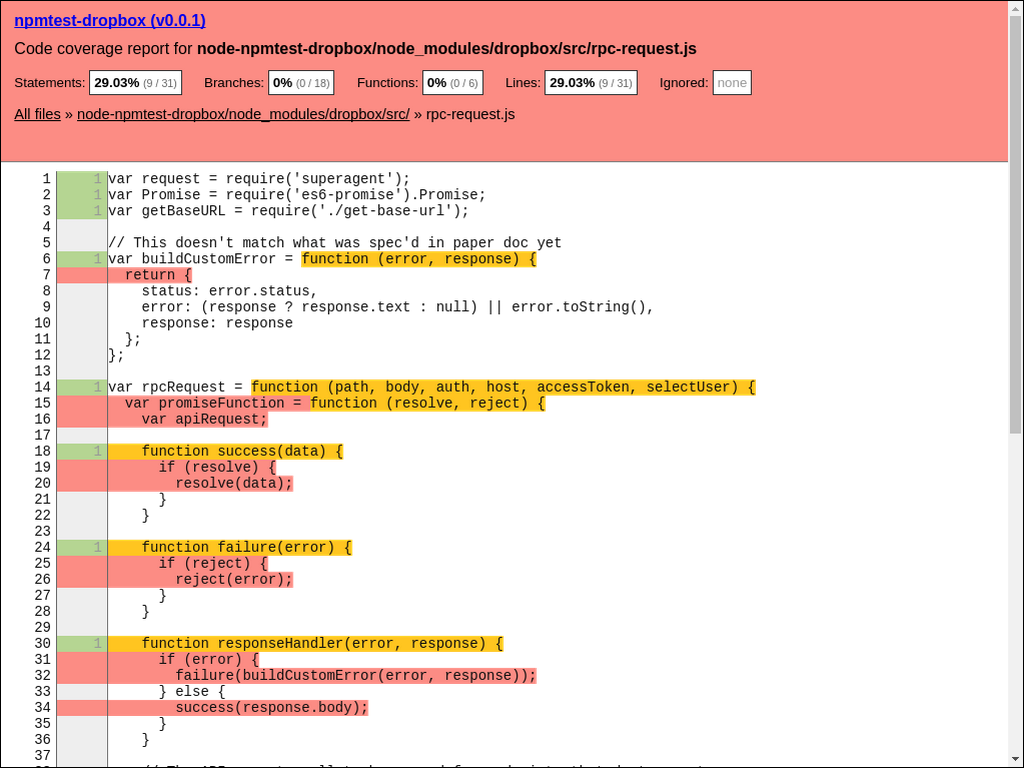 npmtest-dropbox (v0.0.1)
Code coverage report for node-npmtest-dropbox/node_modules/dropbox/src/rpc-request.js
Statements: 29.03% (9 / 31) Branches: 0% (0 / 18) Functions: 0% (0 / 6) Lines: 29.03% (9 / 31) Ignored: none
All files » node-npmtest-dropbox/node_modules/dropbox/src/ » rpc-request.js
1 1 var request = require('superagent');
2 1 var Promise = require('es6-promise').Promise;
3 1 var getBaseURL = require('./get-base-url');
4
5 // This doesn't match what was spec'd in paper doc yet
6 1 var buildCustomError = function (error, response) {
7 return {
8 status: error.status,
9 error: (response ? response.text : null) || error.toString(),
10 response: response
11 };
12 };
13
14 1 var rpcRequest = function (path, body, auth, host, accessToken, selectUser) {
15 var promiseFunction = function (resolve, reject) {
16 var apiRequest;
17
18 1 function success(data) {
19 if (resolve) {
20 resolve(data);
21 }
22 }
23
24 1 function failure(error) {
25 if (reject) {
26 reject(error);
27 }
28 }
29
30 1 function responseHandler(error, response) {
31 if (error) {
32 failure(buildCustomError(error, response));
33 } else {
34 success(response.body);
35 }
36 }
37